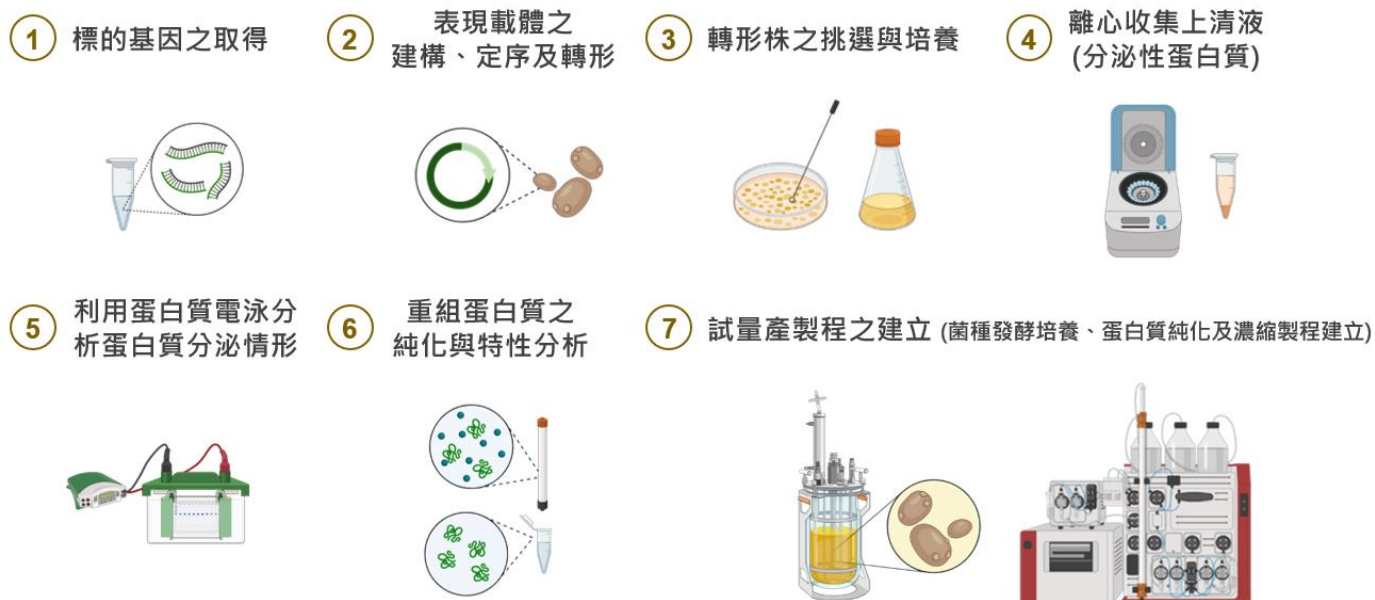 1 標的基因之取得
2 表現載體之
建構、定序及轉形
3 轉形株之挑選與培養
4 離心收集上清液
(分泌性蛋白質)
5 利用蛋白質電泳分
析蛋白質分泌情形
6 重組蛋白質之
純化與特性分析
7 試量產製程之建立 (菌種發酵培養、蛋白質純化及濃縮製程建立)